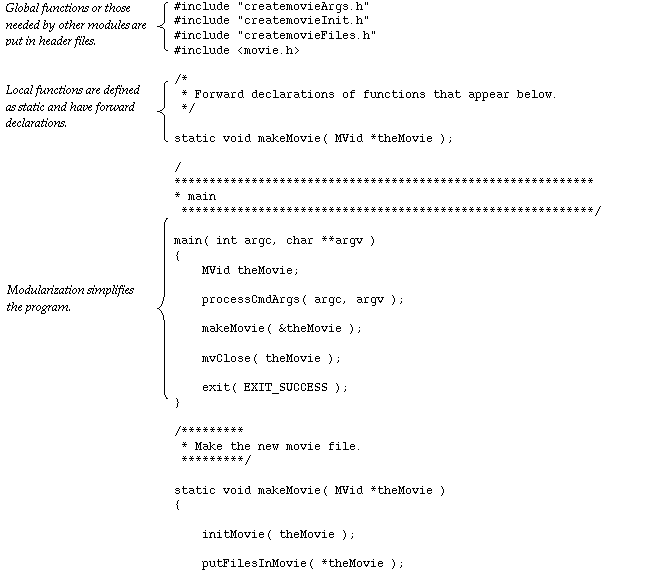 Global functions or those
needed by other modules are
put in header files.
#include "createmovieArgs.h"
#include "createmovieInit.h"
#include "createmovieFiles.h"
#include <movie.h>
Local functions are defined
as static and have forward
declarations.
/*
 * Forward declarations of functions that appear below.
 */
static void makeMovie( MVid *theMovie );
/
************************************************************
* main
 ***********************************************************/
main( int argc, char **argv )
{
Modularization simplifies
the program.
    MVid theMovie;
    processCmdArgs( argc, argv );
    makeMovie( &theMovie );
    mvClose( theMovie );
    exit( EXIT_SUCCESS );
}
/*********
 * Make the new movie file.
 *********/
static void makeMovie( MVid *theMovie )
{
    initMovie( theMovie );
    putFilesInMovie( *theMovie );